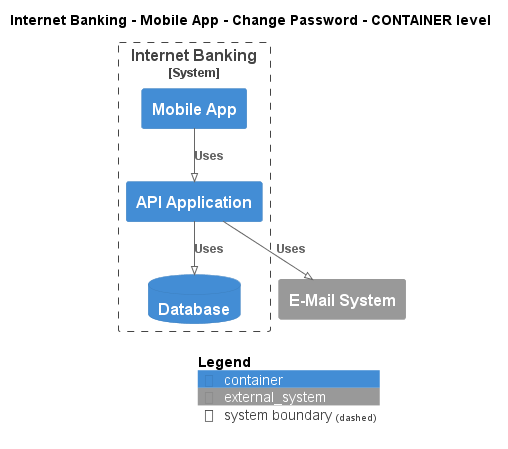 Internet Banking - Mobile App - Change Password - CONTAINER level
Internet Banking
[System]
Mobile App
Uses
API Application
Uses
Uses
Database
E-Mail System
Legend
container
external_system
system boundary (dashed)